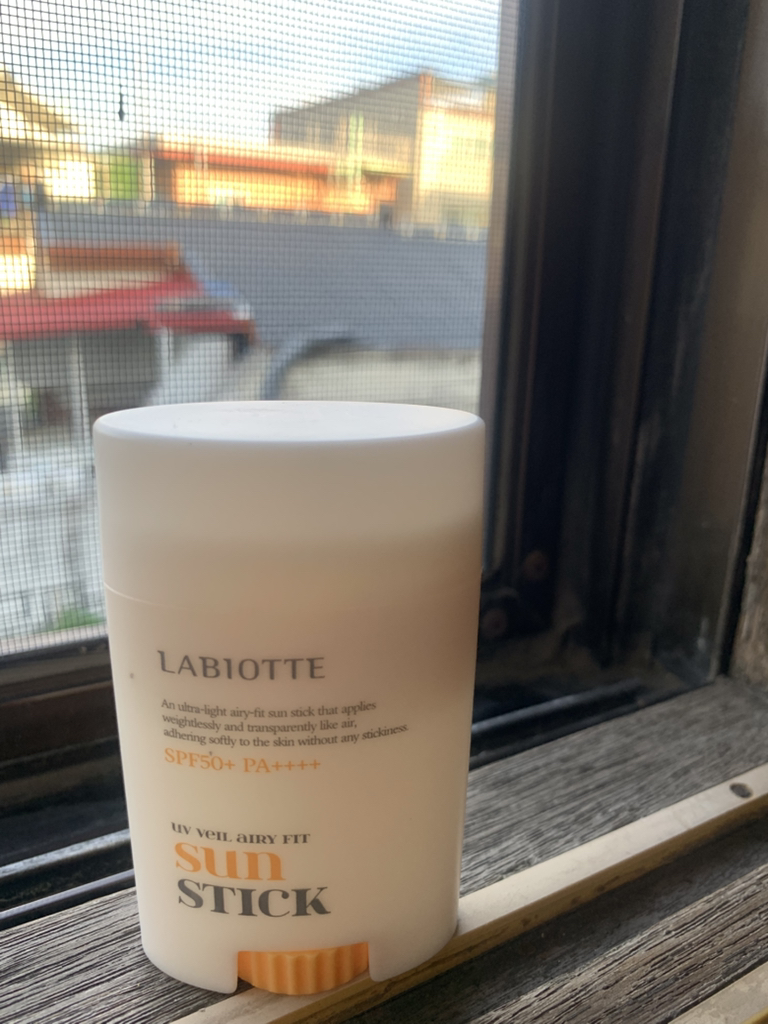 LABIOTTE
An ultra-light airy-fit sun stick that applies
weightlessly and transparently like air,
adhering softly to the skin without any stickiness.
SPF50+ PA++++
UV VEIL AIRY FIT
sun
STICK